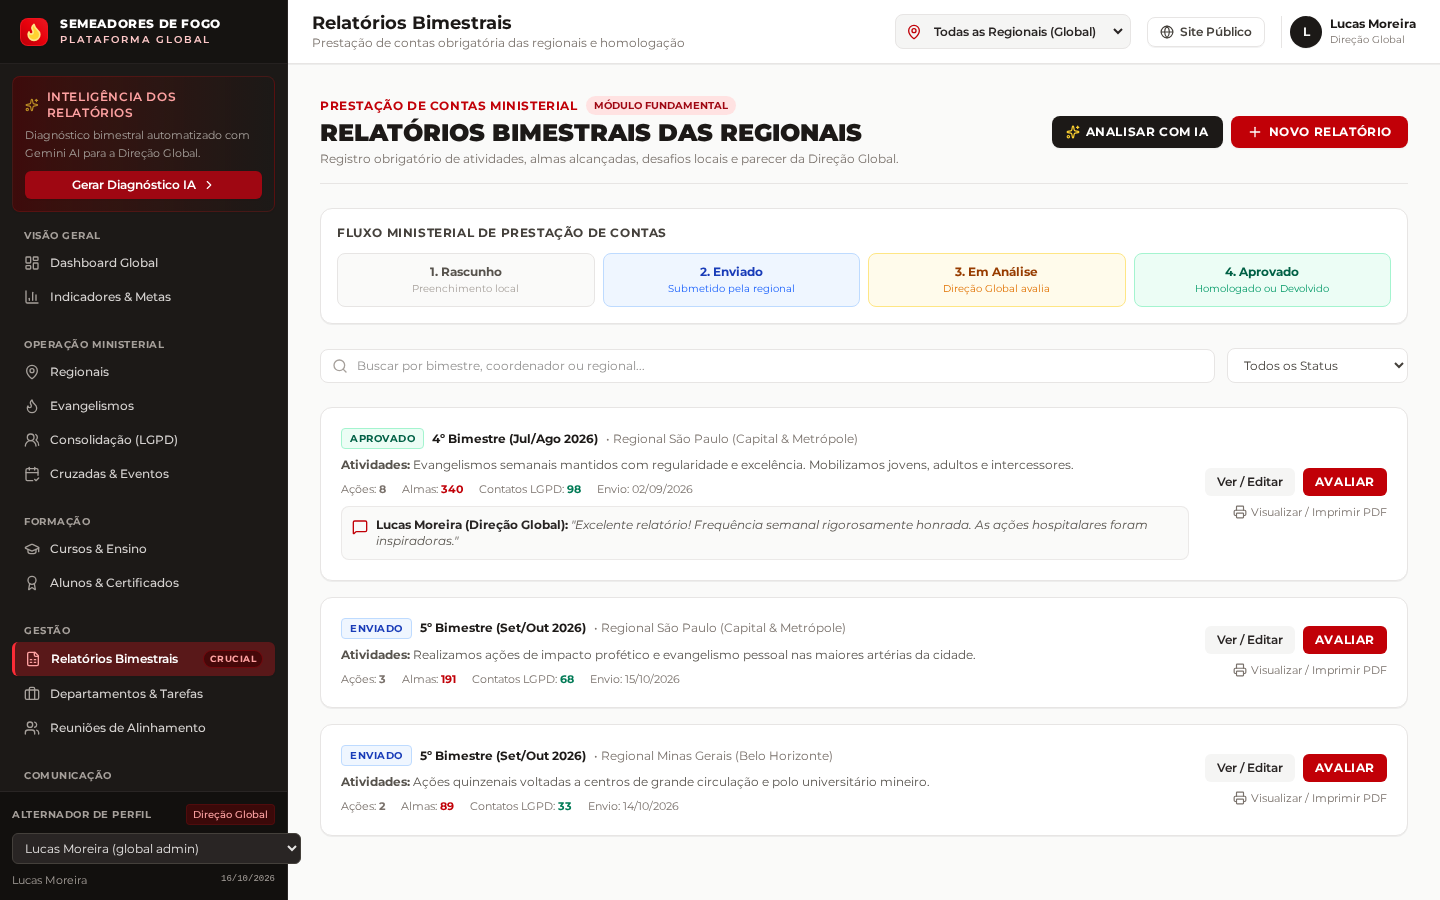 SEMEADORES DE FOGO
PLATAFORMA GLOBAL
INTELIGÊNCIA DOS
RELATÓRIOS
Diagnóstico bimestral automatizado com
Gemini AI para a Direção Global.
Gerar Diagnóstico IA
VISÃO GERAL
Dashboard Global
Indicadores & Metas
OPERAÇÃO MINISTERIAL
Regionais
Evangelismos
Consolidação (LGPD)
Cruzadas & Eventos
FORMAÇÃO
Cursos & Ensino
Alunos & Certificados
GESTÃO
Relatórios Bimestrais CRUCIAL
Departamentos & Tarefas
Reuniões de Alinhamento
COMUNICAÇÃO
ALTERNADOR DE PERFIL Direção Global
Lucas Moreira (global admin)
Lucas Moreira 16/10/2026
Relatórios Bimestrais
Prestação de contas obrigatória das regionais e homologação
Todas as Regionais (Global)
Site Público
L
Lucas Moreira
Direção Global
PRESTAÇÃO DE CONTAS MINISTERIAL MÓDULO FUNDAMENTAL
RELATÓRIOS BIMESTRAIS DAS REGIONAIS
Registro obrigatório de atividades, almas alcançadas, desafios locais e parecer da Direção Global.
ANALISAR COM IA
NOVO RELATÓRIO
FLUXO MINISTERIAL DE PRESTAÇÃO DE CONTAS
1. Rascunho
Preenchimento local
2. Enviado
Submetido pela regional
3. Em Análise
Direção Global avalia
4. Aprovado
Homologado ou Devolvido
Buscar por bimestre, coordenador ou regional...
Todos os Status
APROVADO 4º Bimestre (Jul/Ago 2026) • Regional São Paulo (Capital & Metrópole)
Atividades: Evangelismos semanais mantidos com regularidade e excelência. Mobilizamos jovens, adultos e intercessores.
Ações: 8 Almas: 340 Contatos LGPD: 98 Envio: 02/09/2026
Lucas Moreira (Direção Global): "Excelente relatório! Frequência semanal rigorosamente honrada. As ações hospitalares foram
inspiradoras."
Ver / Editar AVALIAR
Visualizar / Imprimir PDF
ENVIADO 5º Bimestre (Set/Out 2026) • Regional São Paulo (Capital & Metrópole)
Atividades: Realizamos ações de impacto profético e evangelismo pessoal nas maiores artérias da cidade.
Ações: 3 Almas: 191 Contatos LGPD: 68 Envio: 15/10/2026
Ver / Editar AVALIAR
Visualizar / Imprimir PDF
ENVIADO 5º Bimestre (Set/Out 2026) • Regional Minas Gerais (Belo Horizonte)
Atividades: Ações quinzenais voltadas a centros de grande circulação e polo universitário mineiro.
Ações: 2 Almas: 89 Contatos LGPD: 33 Envio: 14/10/2026
Ver / Editar AVALIAR
Visualizar / Imprimir PDF